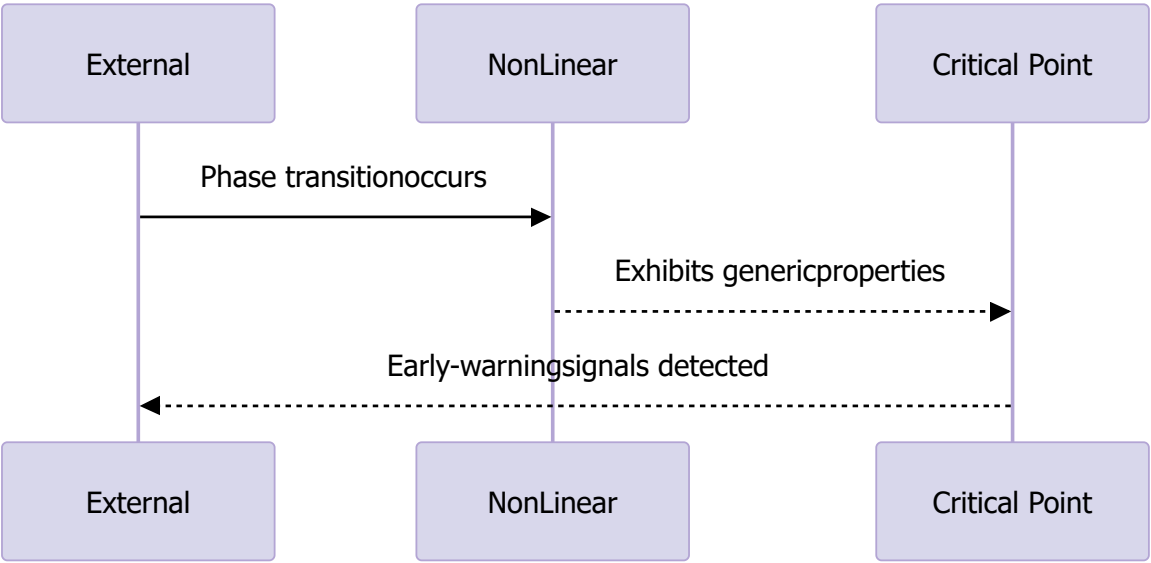 External
NonLinear
Critical Point
Phase transitionoccurs
Exhibits genericproperties
Early-warningsignals detected
External
NonLinear
Critical Point